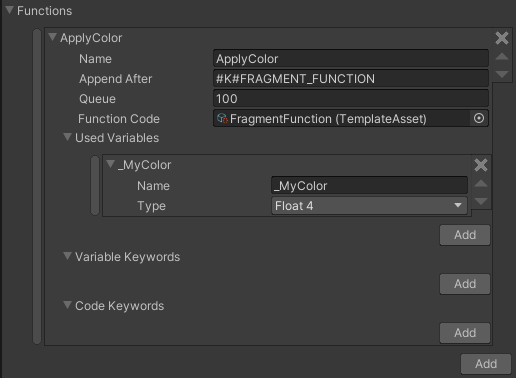 Functions
ApplyColor
Name ApplyColor
Append After #K#FRAGMENT_FUNCTION
Queue 100
Function Code FragmentFunction (TemplateAsset)
Used Variables
_MyColor
Name _MyColor
Type Float 4
Add
Variable Keywords
Add
Code Keywords
Add
Add